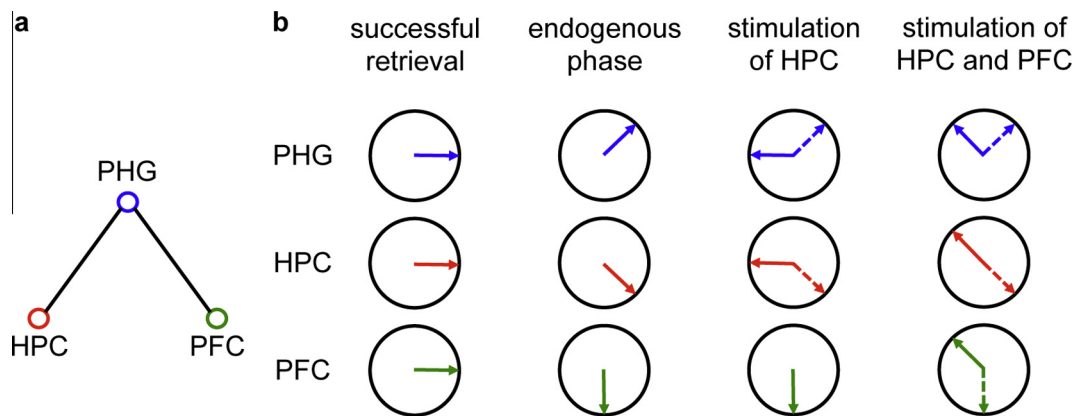 a
PHG
HPC
PFC
b
successful
retrieval
endogenous
phase
stimulation
of HPC
stimulation of
HPC and PFC
PHG
HPC
PFC